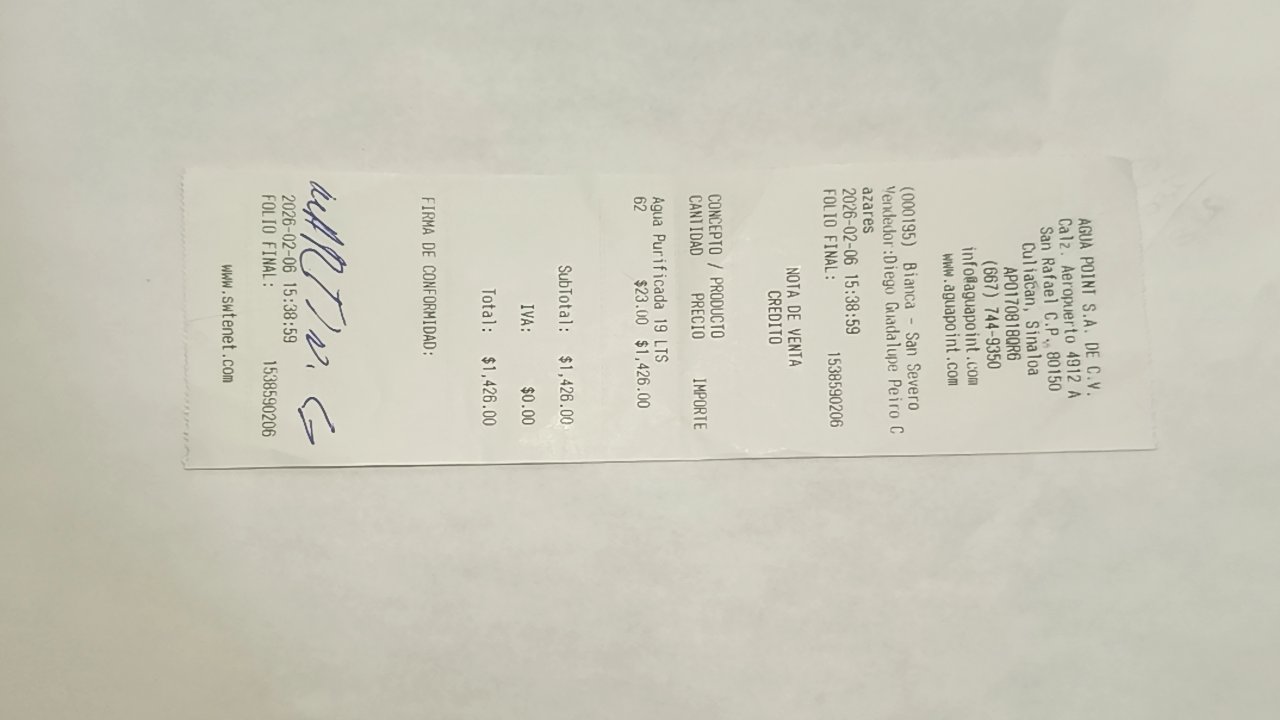 AGUA POINT S.A. DE C.V.
Calz. Aeropuerto 4912 A
San Rafael C.P. 80150
Culiacan, Sinaloa
APO170818QR6
(667) 744-9350
info@aguapoint.com
www.aguapoint.com
(000195) Bianca - San Severo
Vendedor:Diego Guadalupe Peiro C
azares
2026-02-06 15:38:59
FOLIO FINAL: 1538590206
NOTA DE VENTA
CREDITO
CONCEPTO / PRODUCTO
CANTIDAD PRECIO IMPORTE
Agua Purificada 19 LTS
62 $23.00 $1,426.00
SubTotal: $1,426.00
IVA: $0.00
Total: $1,426.00
FIRMA DE CONFORMIDAD:
2026-02-06 15:38:59
FOLIO FINAL: 1538590206
www.swtenet.com